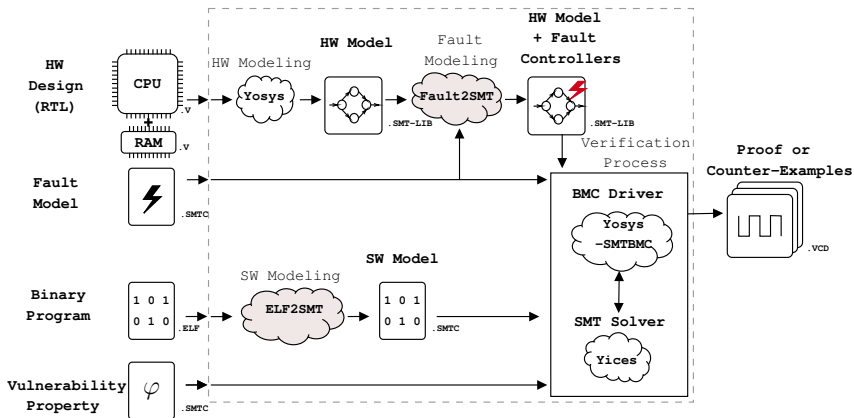 HW
Design
(RTL)
CPU
.V
+
RAM
.V
HW Modeling
Yosys
HW Model
.SMT-LIB
Fault
Modeling
Fault2SMT
HW Model
+ Fault
Controllers
.SMT-LIB
Verification
Process
Fault
Model
.SMTC
BMC Driver
Yosys
-SMTBMC
SMT Solver
Yices
Proof or
Counter-Examples
.VCD
Binary
Program
1 0 1
0 1 0
.ELF
SW Modeling
ELF2SMT
SW Model
1 0 1
0 1 0
.SMTC
Vulnerability
Property
φ
.SMTC